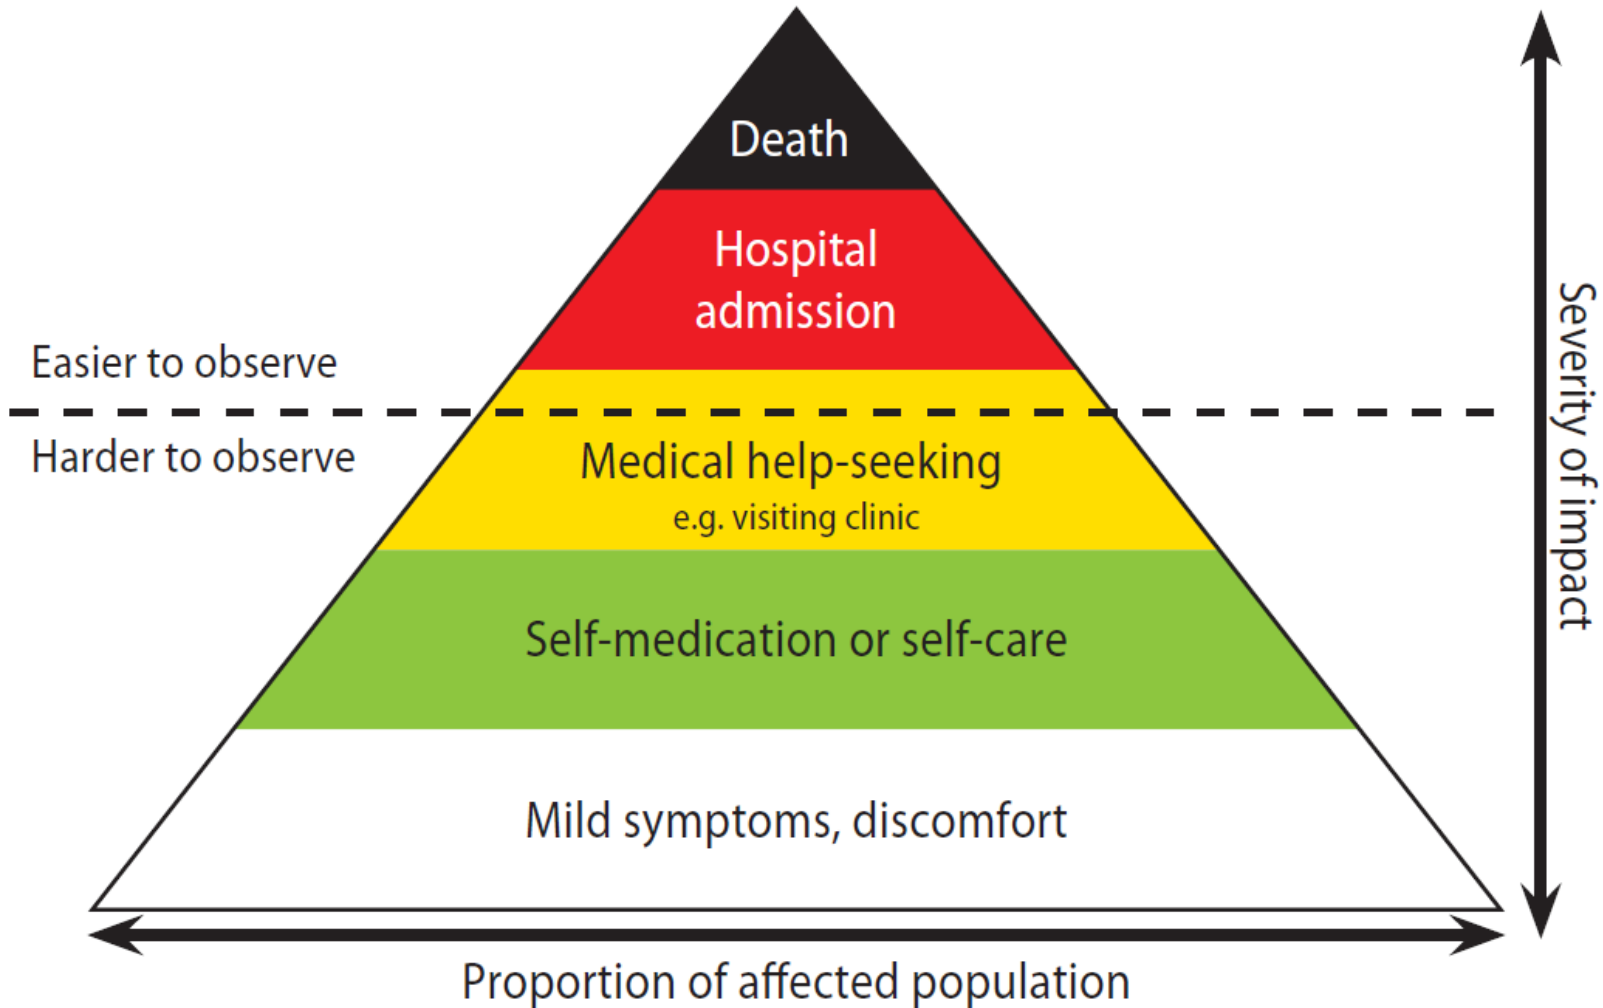 Death
Hospital
admission
Easier to observe
Harder to observe
Medical help-seeking
e.g. visiting clinic
Self-medication or self-care
Mild symptoms, discomfort
Proportion of affected population
Severity of impact